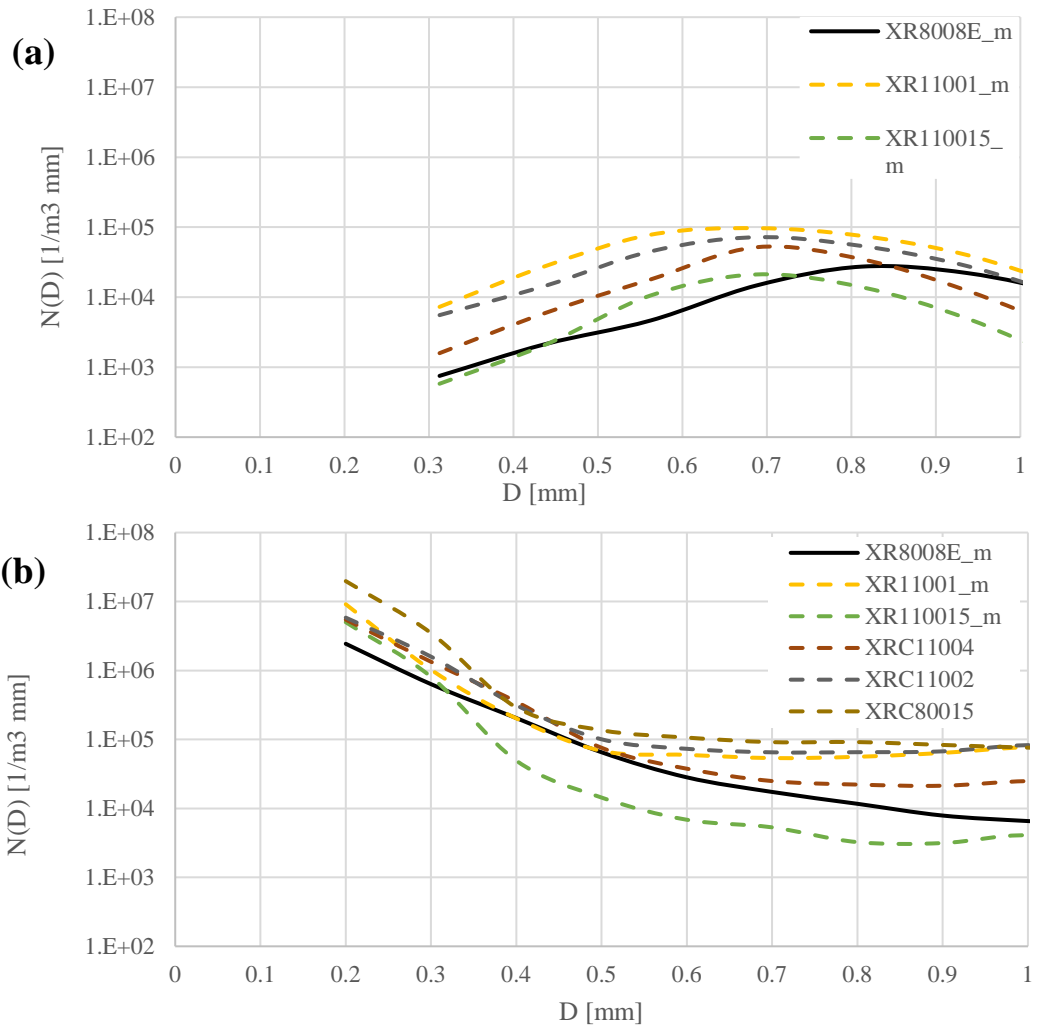 (a)
1.E+08
1.E+07
1.E+06
1.E+05
1.E+04
1.E+03
1.E+02
N(D) [1/m3 mm]
XR8008E_m
XR11001_m
XR110015_
m
0 0.1 0.2 0.3 0.4 0.5 0.6 0.7 0.8 0.9 1
D [mm]
(b)
1.E+08
1.E+07
1.E+06
1.E+05
1.E+04
1.E+03
1.E+02
N(D) [1/m3 mm]
XR8008E_m
XR11001_m
XR110015_m
XRC11004
XRC11002
XRC80015
0 0.1 0.2 0.3 0.4 0.5 0.6 0.7 0.8 0.9 1
D [mm]